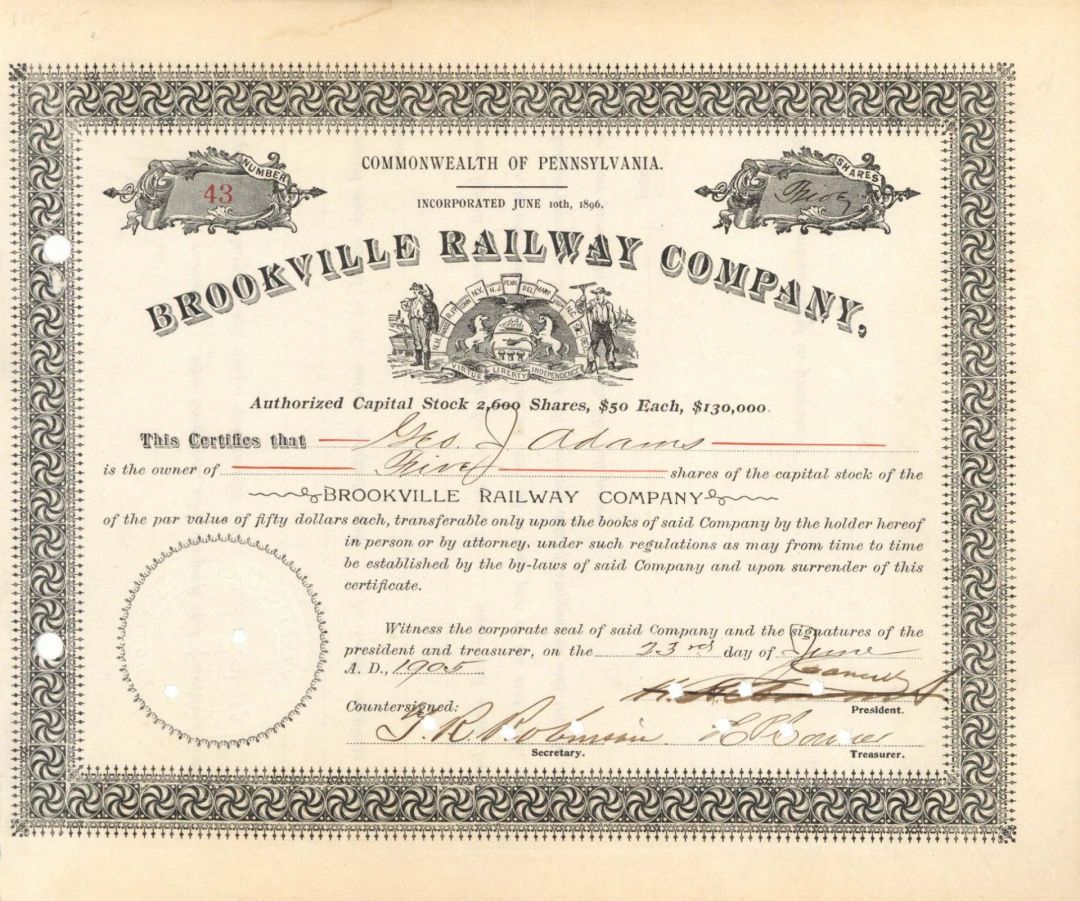 COMMONWEALTH OF PENNSYLVANIA.
NUMBER
43
SHARES
Five
INCORPORATED JUNE 10th, 1896.
BROOKVILLE RAILWAY COMPANY,
N.Y. N.J. PENN DEL MARY N.C.
VIRTUE LIBERTY INDEPENDENCE
Authorized Capital Stock 2,600 Shares, $50 Each, $130,000.
This Certifies that Geo. J Adams
is the owner of Five shares of the capital stock of the
BROOKVILLE RAILWAY COMPANY
of the par value of fifty dollars each, transferable only upon the books of said Company by the holder hereof
in person or by attorney, under such regulations as may from time to time
be established by the by-laws of said Company and upon surrender of this
certificate.
Witness the corporate seal of said Company and the signatures of the
president and treasurer, on the 23rd day of June
A. D., 1905
Countersigned:
President.
R. Robinson
Secretary.
Treasurer.